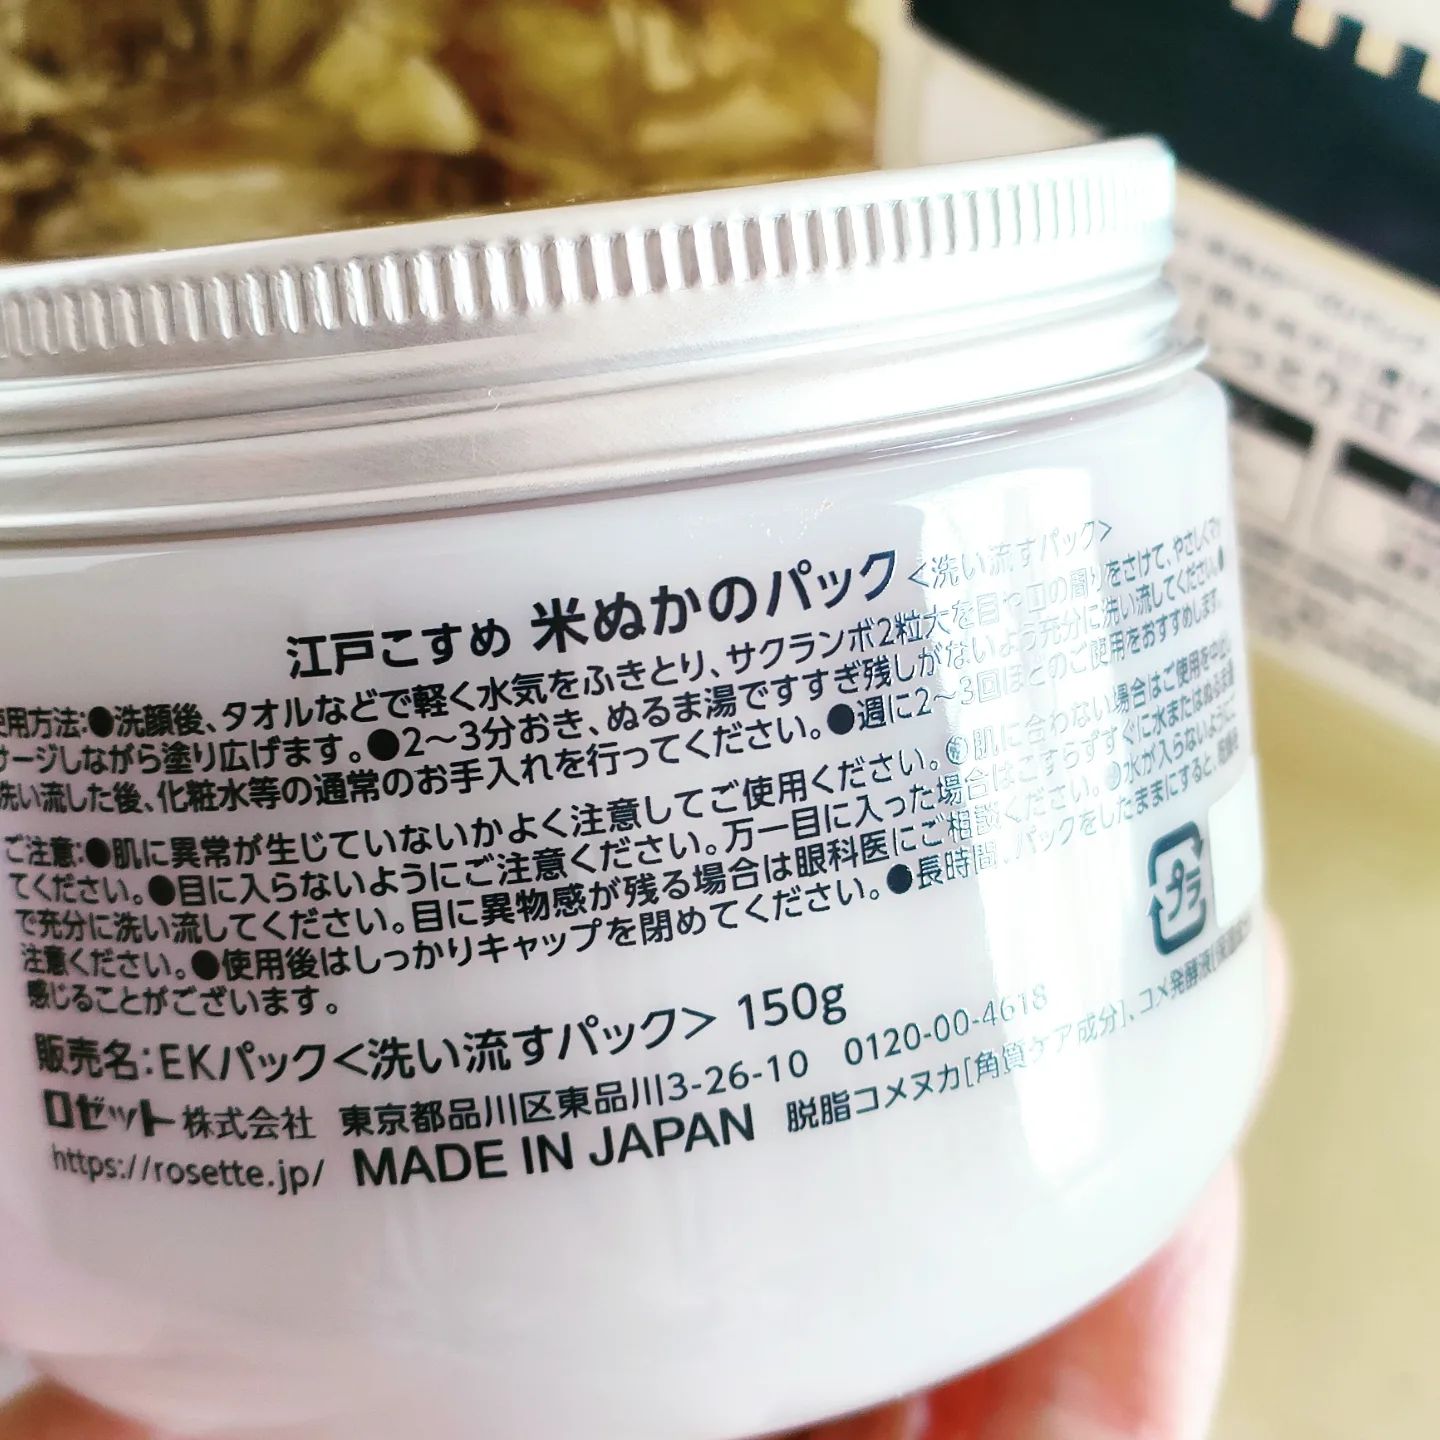 江戸こすめ 米ぬかのパック <洗い流すパック>
使用方法:●洗顔後、タオルなどで軽く水気をふきとり、サクランボ2粒大を目や口の周りをさけて、やさしくマッ
サージしながら塗り広げます。●2〜3分おき、ぬるま湯ですすぎ残しがないよう充分に洗い流してください。●
洗い流した後、化粧水等の通常のお手入れを行ってください。●週に2〜3回ほどのご使用をおすすめします。
ご注意:●肌に異常が生じていないかよく注意してご使用ください。●肌に合わない場合はご使用を中止し
てください。●目に入らないようにご注意ください。万一目に入った場合はこすらずすぐに水またはぬるま湯
で充分に洗い流してください。目に異物感が残る場合は眼科医にご相談ください。●水が入らないように
注意ください。●使用後はしっかりキャップを閉めてください。●長時間、パックをしたままにすると、
感じることがございます。
プラ
販売名:EKパック<洗い流すパック> 150g
ロゼット株式会社 東京都品川区東品川3-26-10 0120-00-4618
https://rosette.jp/ MADE IN JAPAN 脱脂コメヌカ[角質ケア成分]、コメ発酵液[保湿